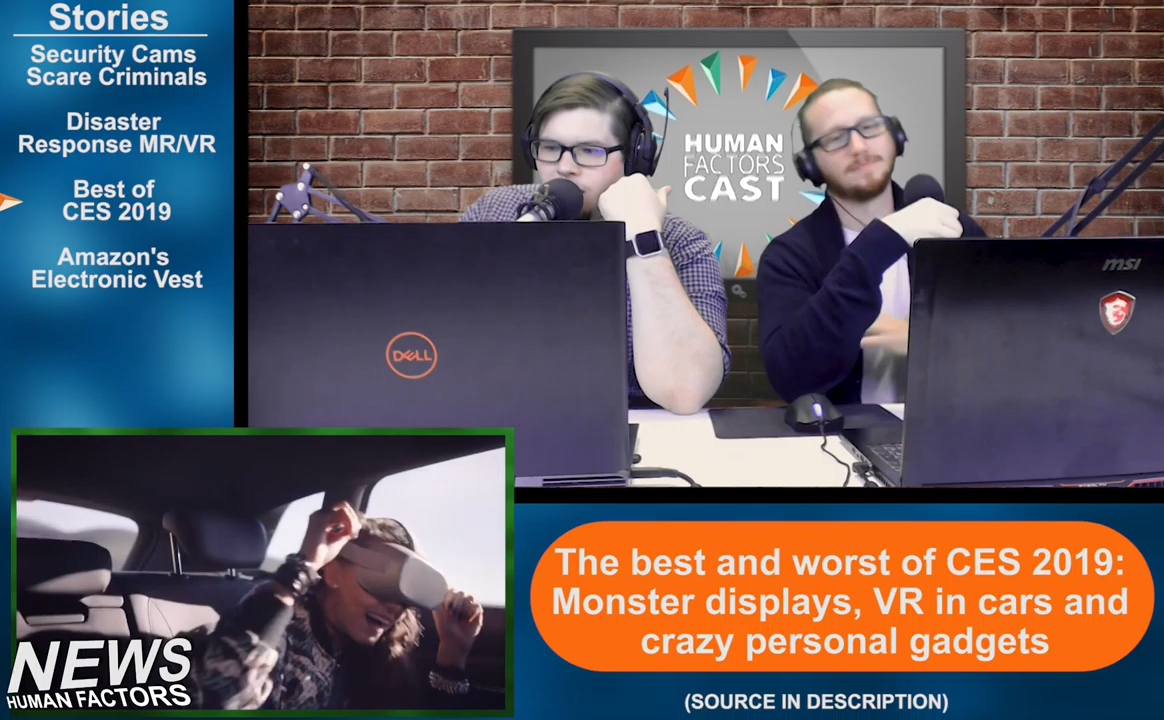 Stories
Security Cams
Scare Criminals
Disaster
Response MR/VR
Best of
CES 2019
Amazon's
Electronic Vest
HUMAN
FACTORS
CAST
DELL
msi
NEWS
HUMAN FACTORS
The best and worst of CES 2019:
Monster displays, VR in cars and
crazy personal gadgets
(SOURCE IN DESCRIPTION)